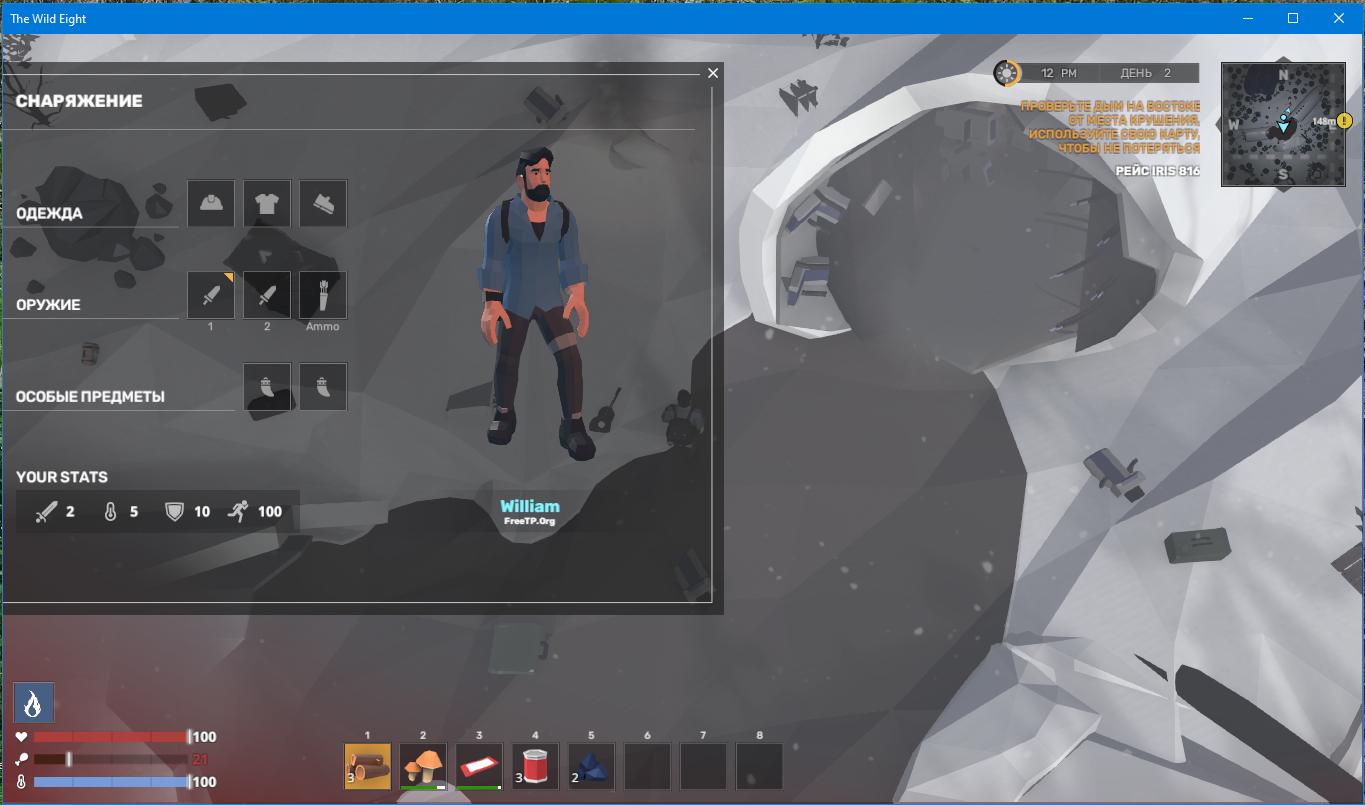 The Wild Eight
12 PM ДЕНЬ 2
ПРОВЕРЬТЕ ДЫМ НА ВОСТОКЕ
ОТ МЕСТА КРУШЕНИЯ,
ИСПОЛЬЗУЙТЕ СВОЮ КАРТУ,
ЧТОБЫ НЕ ПОТЕРЯТЬСЯ
РЕЙС IRIS 816
N
W 148m ! E
S
СНАРЯЖЕНИЕ
ОДЕЖДА
ОРУЖИЕ
1 2 Ammo
ОСОБЫЕ ПРЕДМЕТЫ
YOUR STATS
2 5 10 100
William
FreeTP.Org
100
21
100
1 2 3 4 5 6 7 8
3 3 2